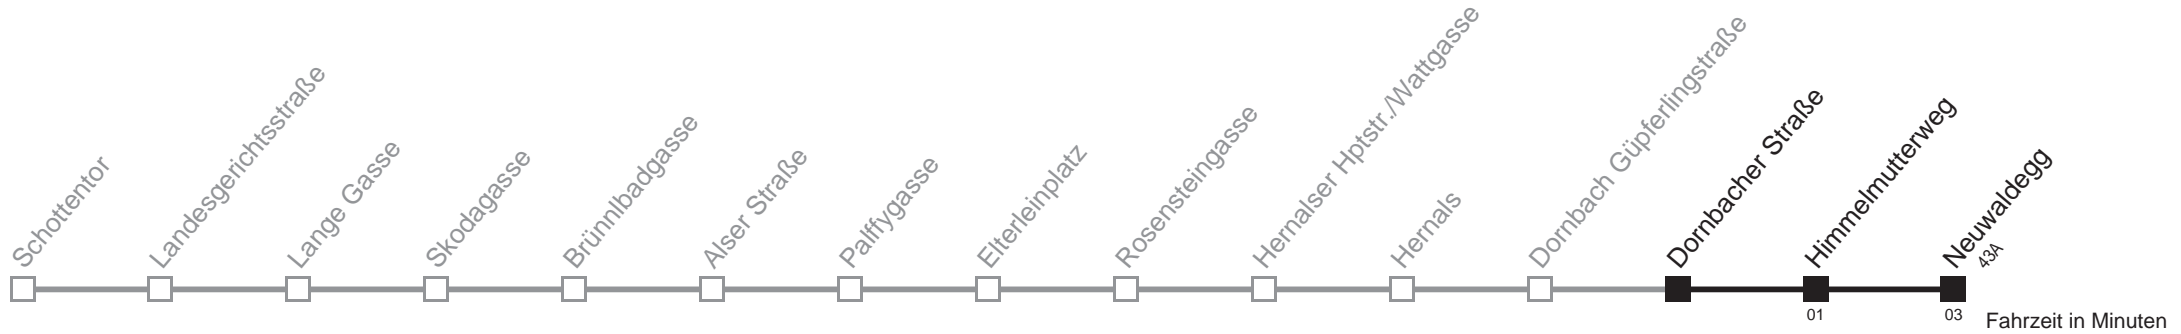 Schottentor
Landesgerichtsstraße
Lange Gasse
Skodagasse
Brünnlbadgasse
Alser Straße
Palffygasse
Elterleinplatz
Rosensteingasse
Hernalser Hptstr./Wattgasse
Hernals
Dornbach Güpferlingstraße
Dornbacher Straße
Himmelmutterweg
Neuwaldegg
43A
01
03
Fahrzeit in Minuten